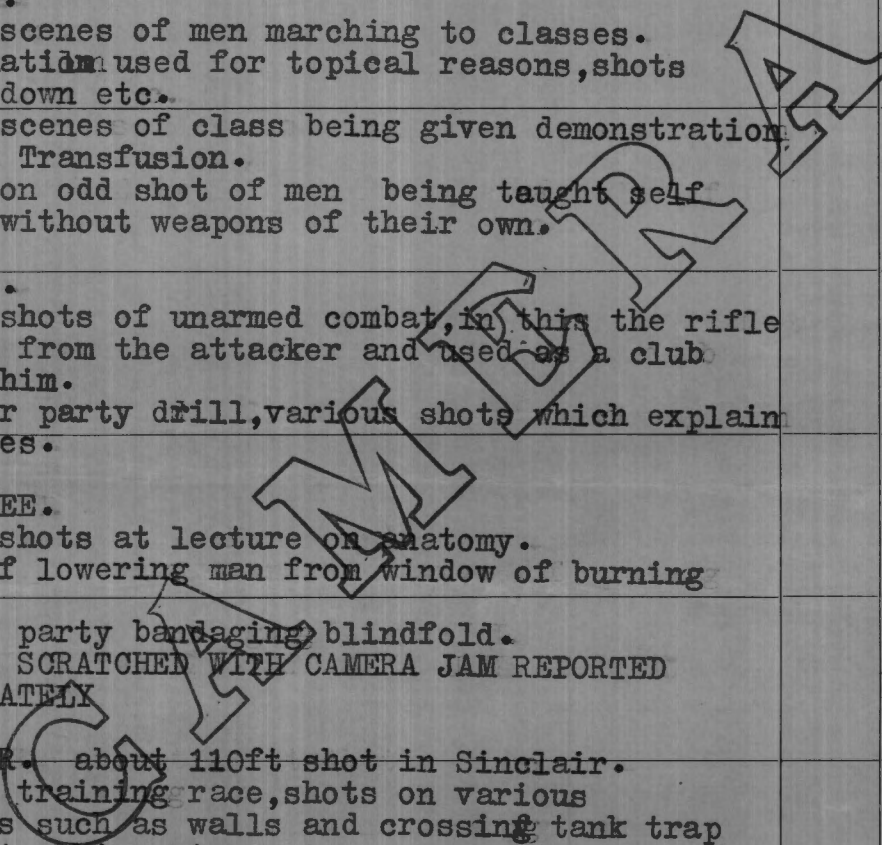 scenes of men marching to classes.
used for topical reasons,shots
down etc.
scenes of class being given demonstration
Transfusion.
on odd shot of men being taught self
without weapons of their own.
shots of unarmed combat,in this the rifle
from the attacker and used as a club
him.
r party drill,various shots which explain
es.
EE.
shots at lecture on anatomy.
f lowering man from window of burning
party bandaging blindfold.
SCRATCHED WITH CAMERA JAM REPORTED
ATELY
R. about 110ft shot in Sinclair.
training race,shots on various
s such as walls and crossing tank trap
CAMERA